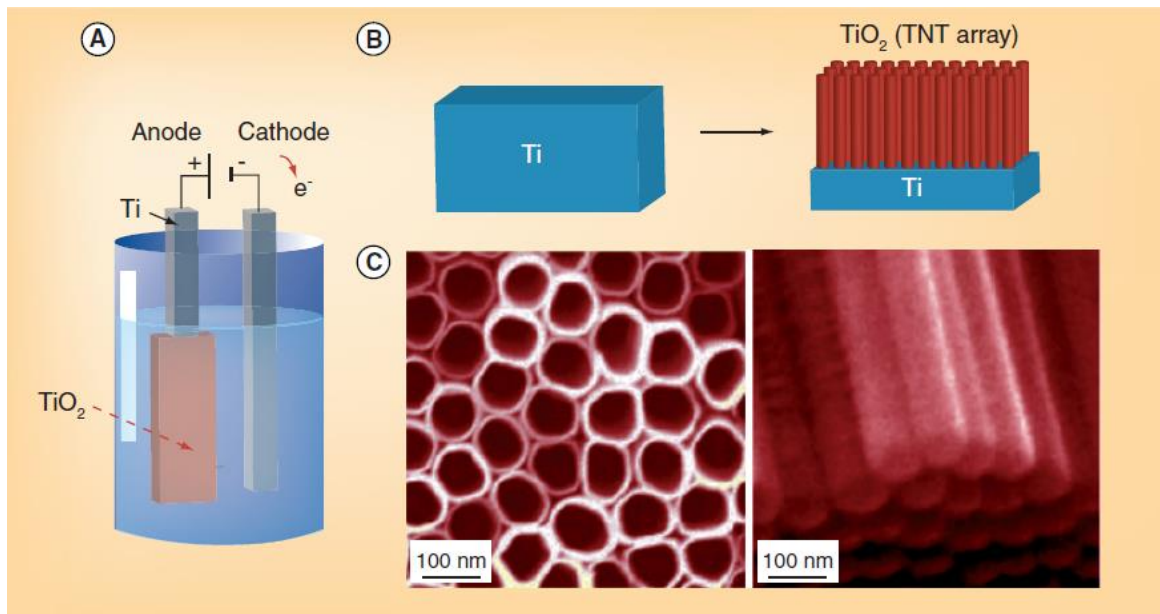 A
Anode Cathode
+ -
e⁻
Ti
TiO₂
B
TiO₂ (TNT array)
Ti
Ti
C
100 nm
100 nm